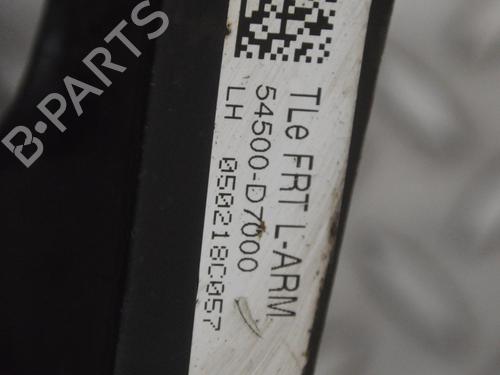 B-PARTS
TLe FRT L-ARM
54500-D7000
LH
050218C057